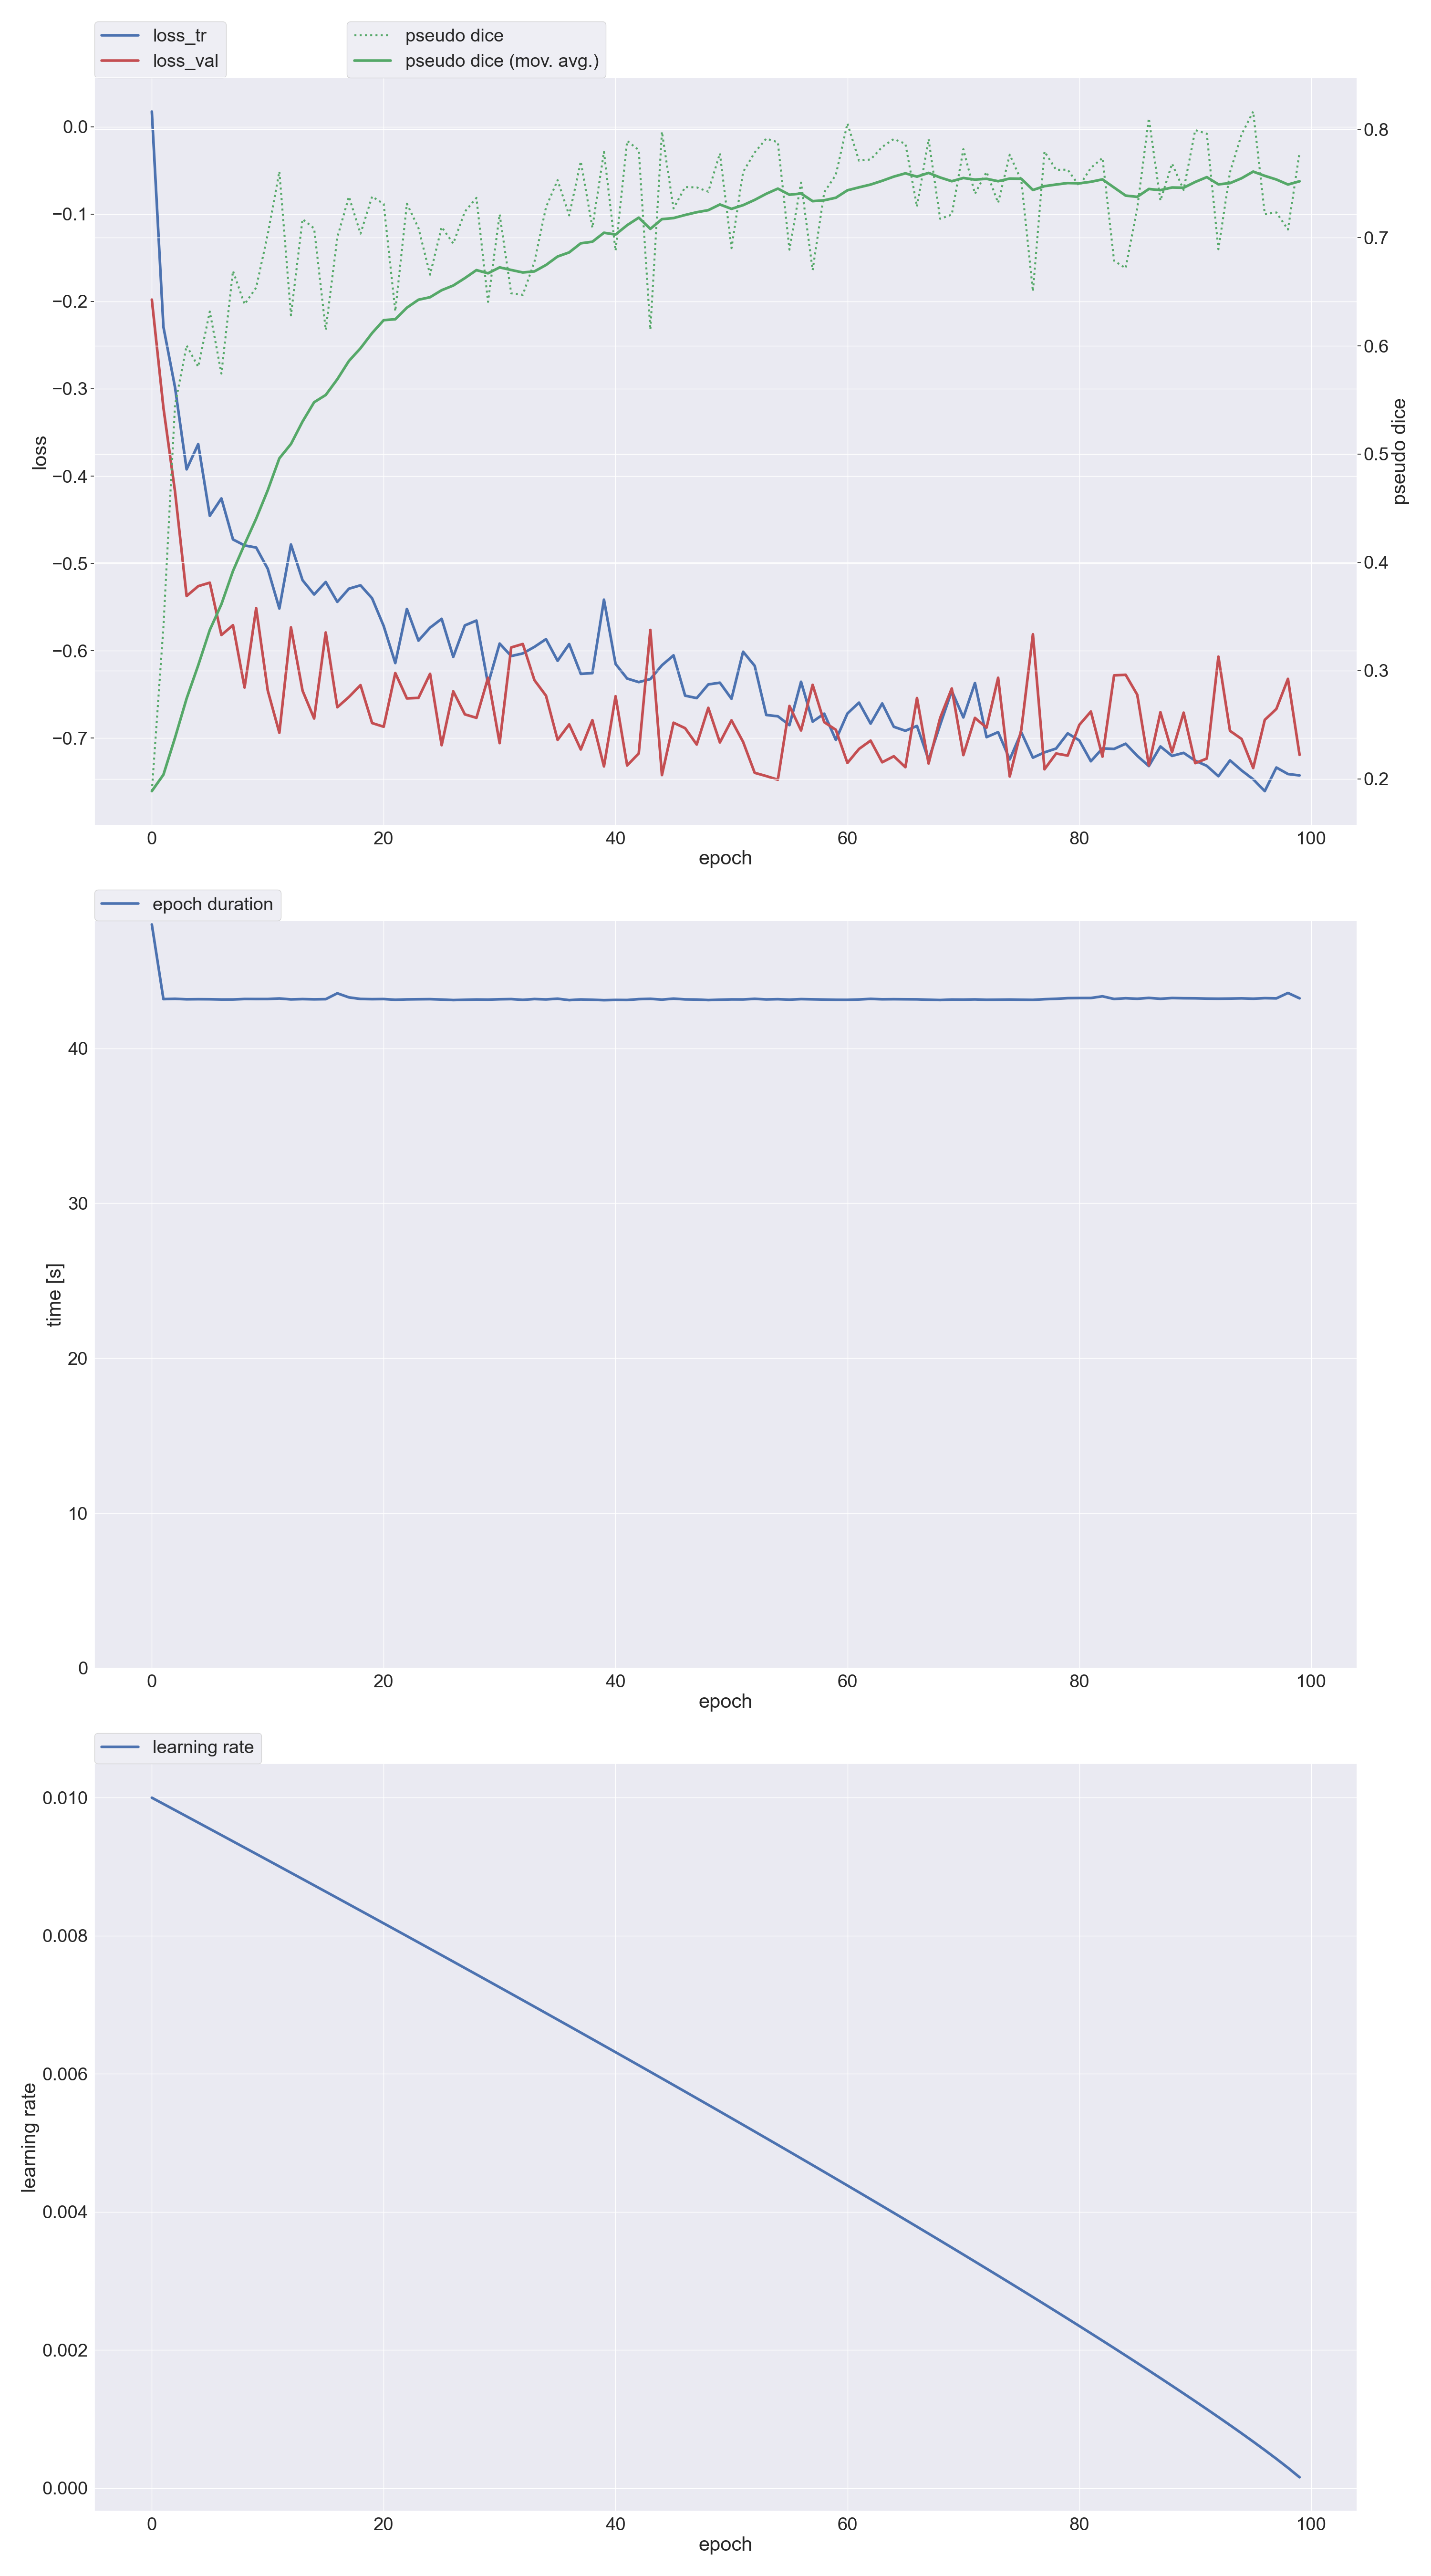 loss_tr
loss_val
pseudo dice
pseudo dice (mov. avg.)
0.0
−0.1
−0.2
−0.3
−0.4
−0.5
−0.6
−0.7
loss
0.8
0.7
0.6
0.5
0.4
0.3
0.2
pseudo dice
0 20 40 60 80 100
epoch
epoch duration
40
30
20
10
0
time [s]
0 20 40 60 80 100
epoch
learning rate
0.010
0.008
0.006
0.004
0.002
0.000
learning rate
0 20 40 60 80 100
epoch